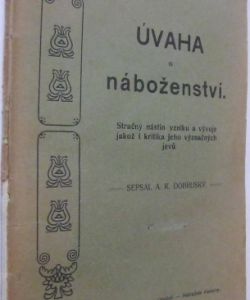 ÚVAHA
o
náboženství.
Stručný nástin vzniku a vývoje
jakož i kritika jeho význačných
jevů
SEPSAL A. K. DOBRUSKÝ.